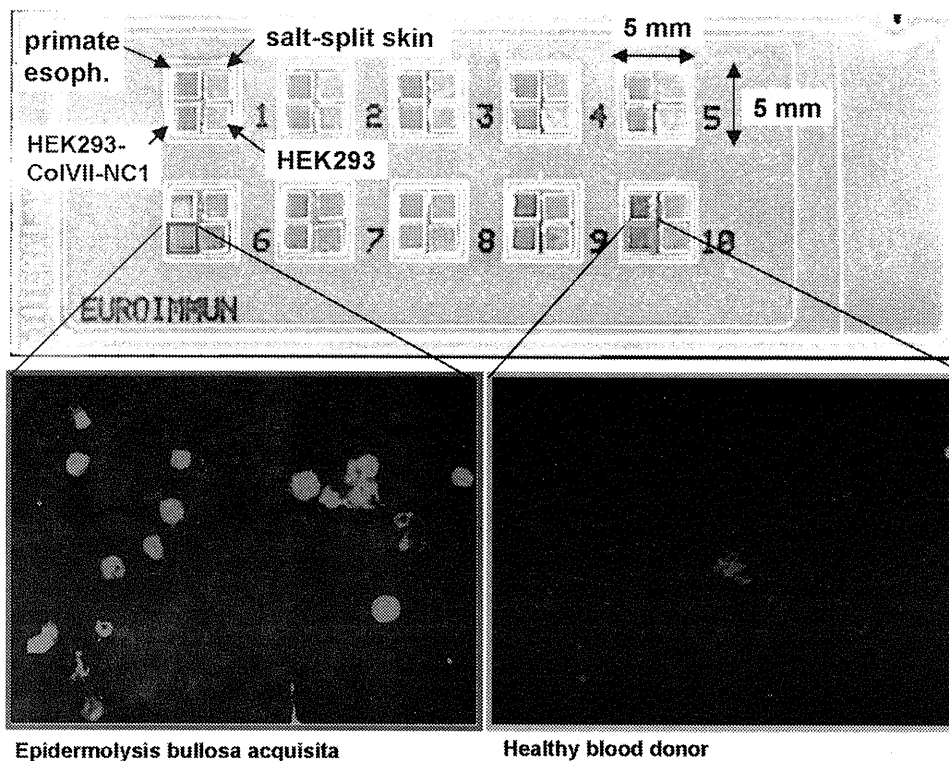 primate
esoph.
salt-split skin
5 mm
5 mm
HEK293-
ColVII-NC1
HEK293
1 2 3 4 5
6 7 8 9 10
EUROIMMUN
Epidermolysis bullosa acquisita
Healthy blood donor